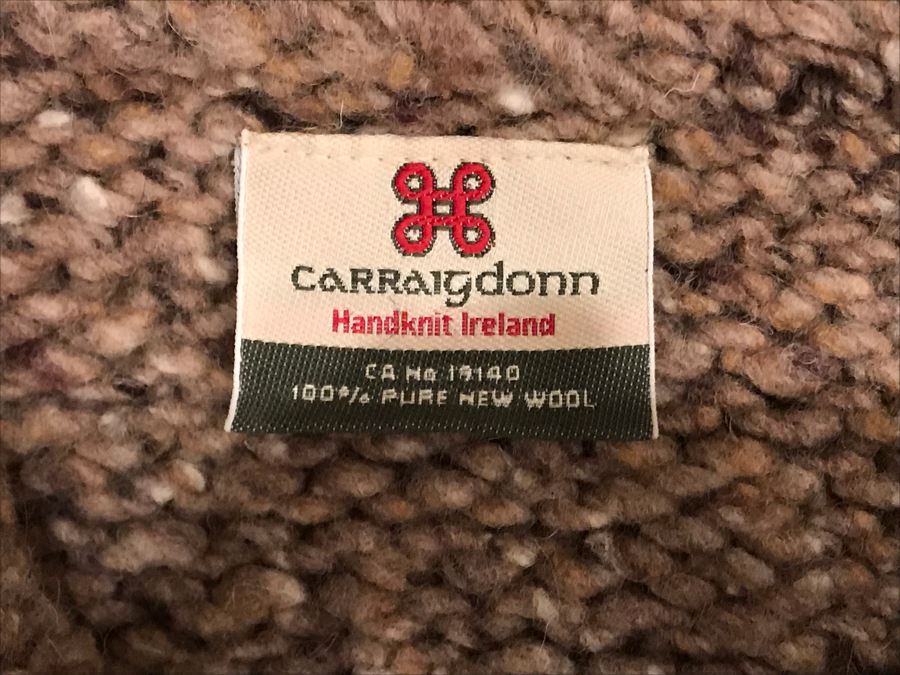 CARRAIGDONN
Handknit Ireland
CA No 19140
100% PURE NEW WOOL